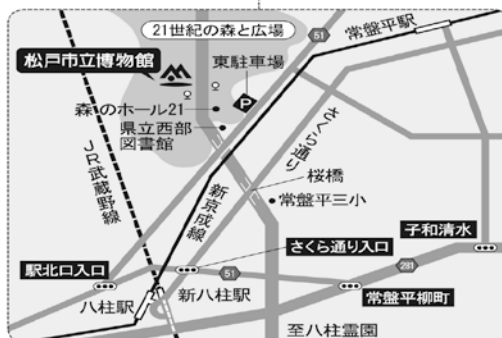 21世紀の森と広場
51
常盤平駅
松戸市立博物館
東駐車場
P
森のホール21
県立西部
図書館
さくら通り
JR武蔵野線
桜橋
常盤平三小
新京成線
子和清水
さくら通り入口
駅北口入口
51
281
八柱駅
新八柱駅
常盤平柳町
至八柱霊園